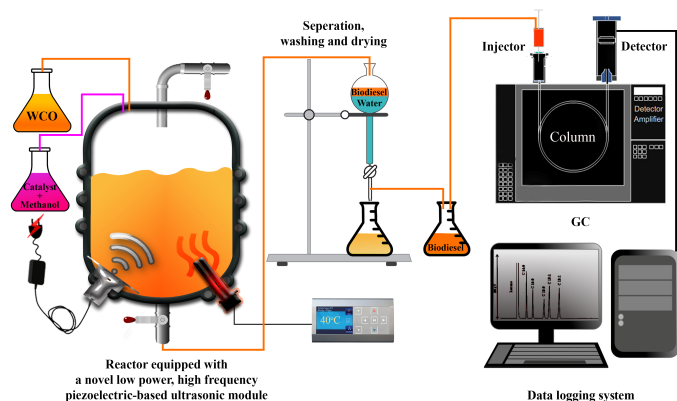 Seperation,
washing and drying
Injector
Detector
WCO
Biodiesel
Water
Detector
Amplifier
Column
Catalyst
+
Methanol
GC
Biodiesel
40°C
Reactor equipped with
a novel low power, high frequency
piezoelectric-based ultrasonic module
Data logging system